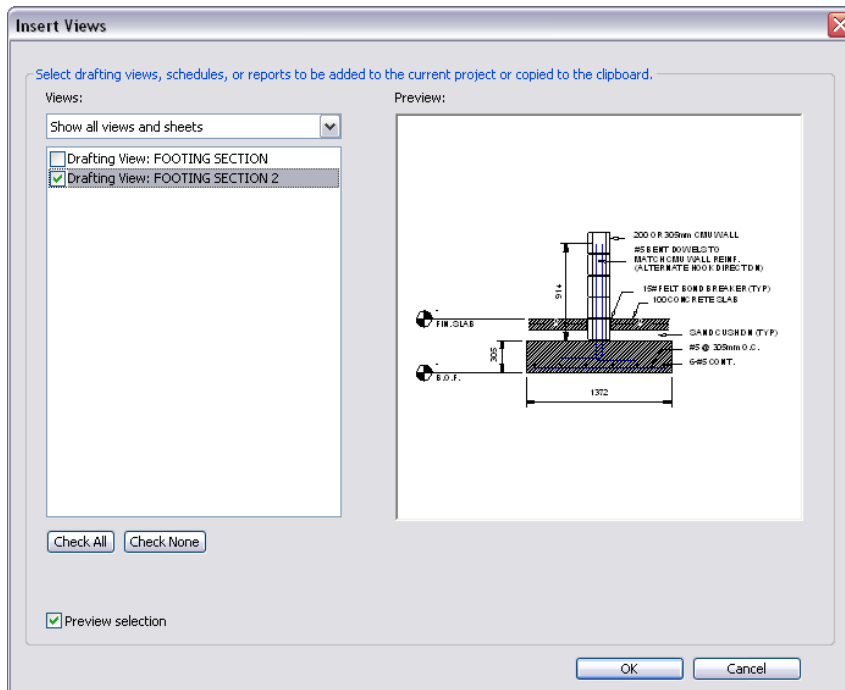 Insert Views
Select drafting views, schedules, or reports to be added to the current project or copied to the clipboard.
Views:
Show all views and sheets
Drafting View: FOOTING SECTION
Drafting View: FOOTING SECTION 2
Check All
Check None
Preview selection
Preview:
200 OR 305mm CMU WALL
#5 BENT DOWELS TO
MATCH CMU WALL REINF.
(ALTERNATE HOOK DIRECTION)
914
15# FELT BOND BREAKER (TYP)
100 CONCRETE SLAB
FIN. SLAB
SAND CUSHION (TYP)
305
#5 @ 305mm O.C.
6-#5 CONT.
B.O.F.
1372
OK
Cancel